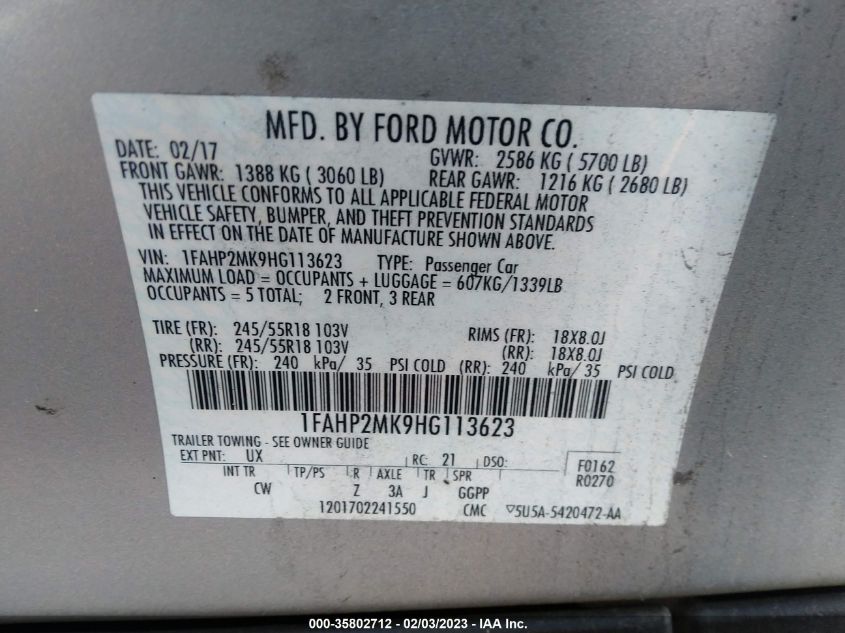 MFD. BY FORD MOTOR CO.
DATE: 02/17 GVWR: 2586 KG ( 5700 LB)
FRONT GAWR: 1388 KG ( 3060 LB) REAR GAWR: 1216 KG ( 2680 LB)
THIS VEHICLE CONFORMS TO ALL APPLICABLE FEDERAL MOTOR
VEHICLE SAFETY, BUMPER, AND THEFT PREVENTION STANDARDS
IN EFFECT ON THE DATE OF MANUFACTURE SHOWN ABOVE.
VIN: 1FAHP2MK9HG113623 TYPE: Passenger Car
MAXIMUM LOAD = OCCUPANTS + LUGGAGE = 607KG/1339LB
OCCUPANTS = 5 TOTAL; 2 FRONT, 3 REAR
TIRE (FR): 245/55R18 103V RIMS (FR): 18X8.0J
(RR): 245/55R18 103V (RR): 18X8.0J
PRESSURE (FR): 240 kPa/ 35 PSI COLD (RR): 240 kPa/ 35 PSI COLD
1FAHP2MK9HG113623
TRAILER TOWING - SEE OWNER GUIDE
EXT PNT: UX RC: 21 DSO: F0162
R0270
INT TR TP/PS R AXLE TR SPR
CW Z 3A J GGPP
1201702241550 CMC ▽5U5A-5420472-AA
000-35802712 - 02/03/2023 - IAA Inc.